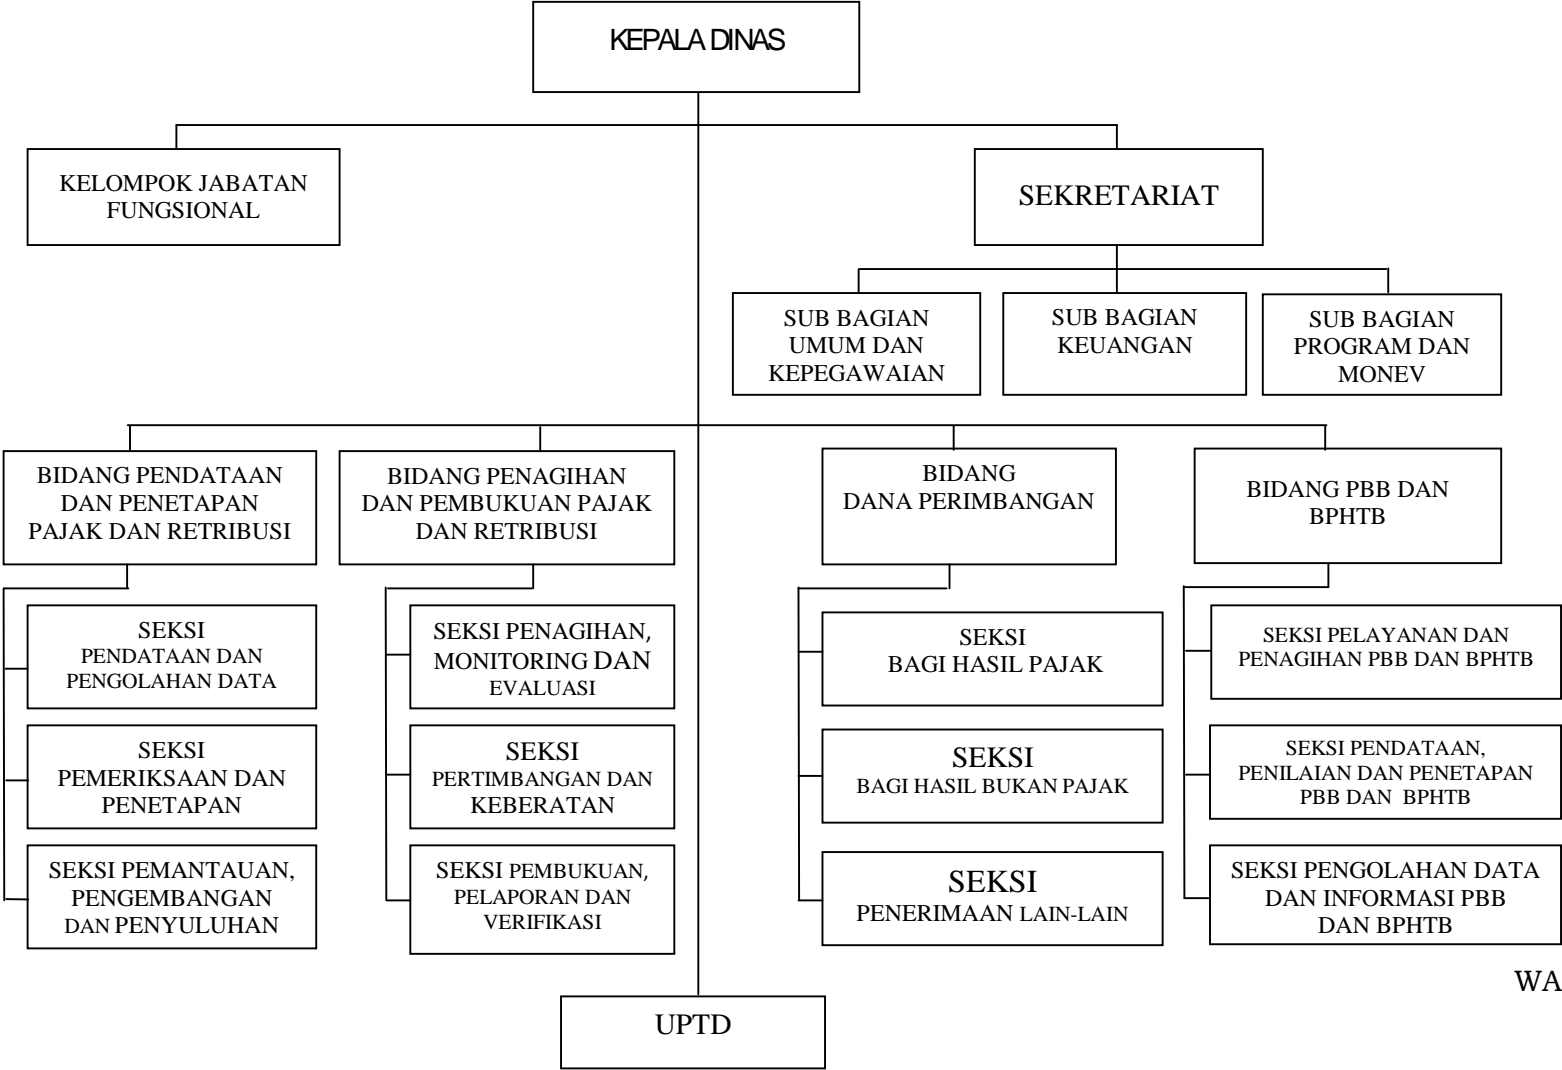 KEPALA DINAS
KELOMPOK JABATAN
FUNGSIONAL
SEKRETARIAT
SUB BAGIAN
UMUM DAN
KEPEGAWAIAN
SUB BAGIAN
KEUANGAN
SUB BAGIAN
PROGRAM DAN
MONEV
BIDANG PENDATAAN
DAN PENETAPAN
PAJAK DAN RETRIBUSI
BIDANG PENAGIHAN
DAN PEMBUKUAN PAJAK
DAN RETRIBUSI
BIDANG
DANA PERIMBANGAN
BIDANG PBB DAN
BPHTB
SEKSI
PENDATAAN DAN
PENGOLAHAN DATA
SEKSI PENAGIHAN,
MONITORING DAN
EVALUASI
SEKSI
BAGI HASIL PAJAK
SEKSI PELAYANAN DAN
PENAGIHAN PBB DAN BPHTB
SEKSI
PEMERIKSAAN DAN
PENETAPAN
SEKSI
PERTIMBANGAN DAN
KEBERATAN
SEKSI
BAGI HASIL BUKAN PAJAK
SEKSI PENDATAAN,
PENILAIAN DAN PENETAPAN
PBB DAN BPHTB
SEKSI PEMANTAUAN,
PENGEMBANGAN
DAN PENYULUHAN
SEKSI PEMBUKUAN,
PELAPORAN DAN
VERIFIKASI
SEKSI
PENERIMAAN LAIN-LAIN
SEKSI PENGOLAHAN DATA
DAN INFORMASI PBB
DAN BPHTB
WA
UPTD